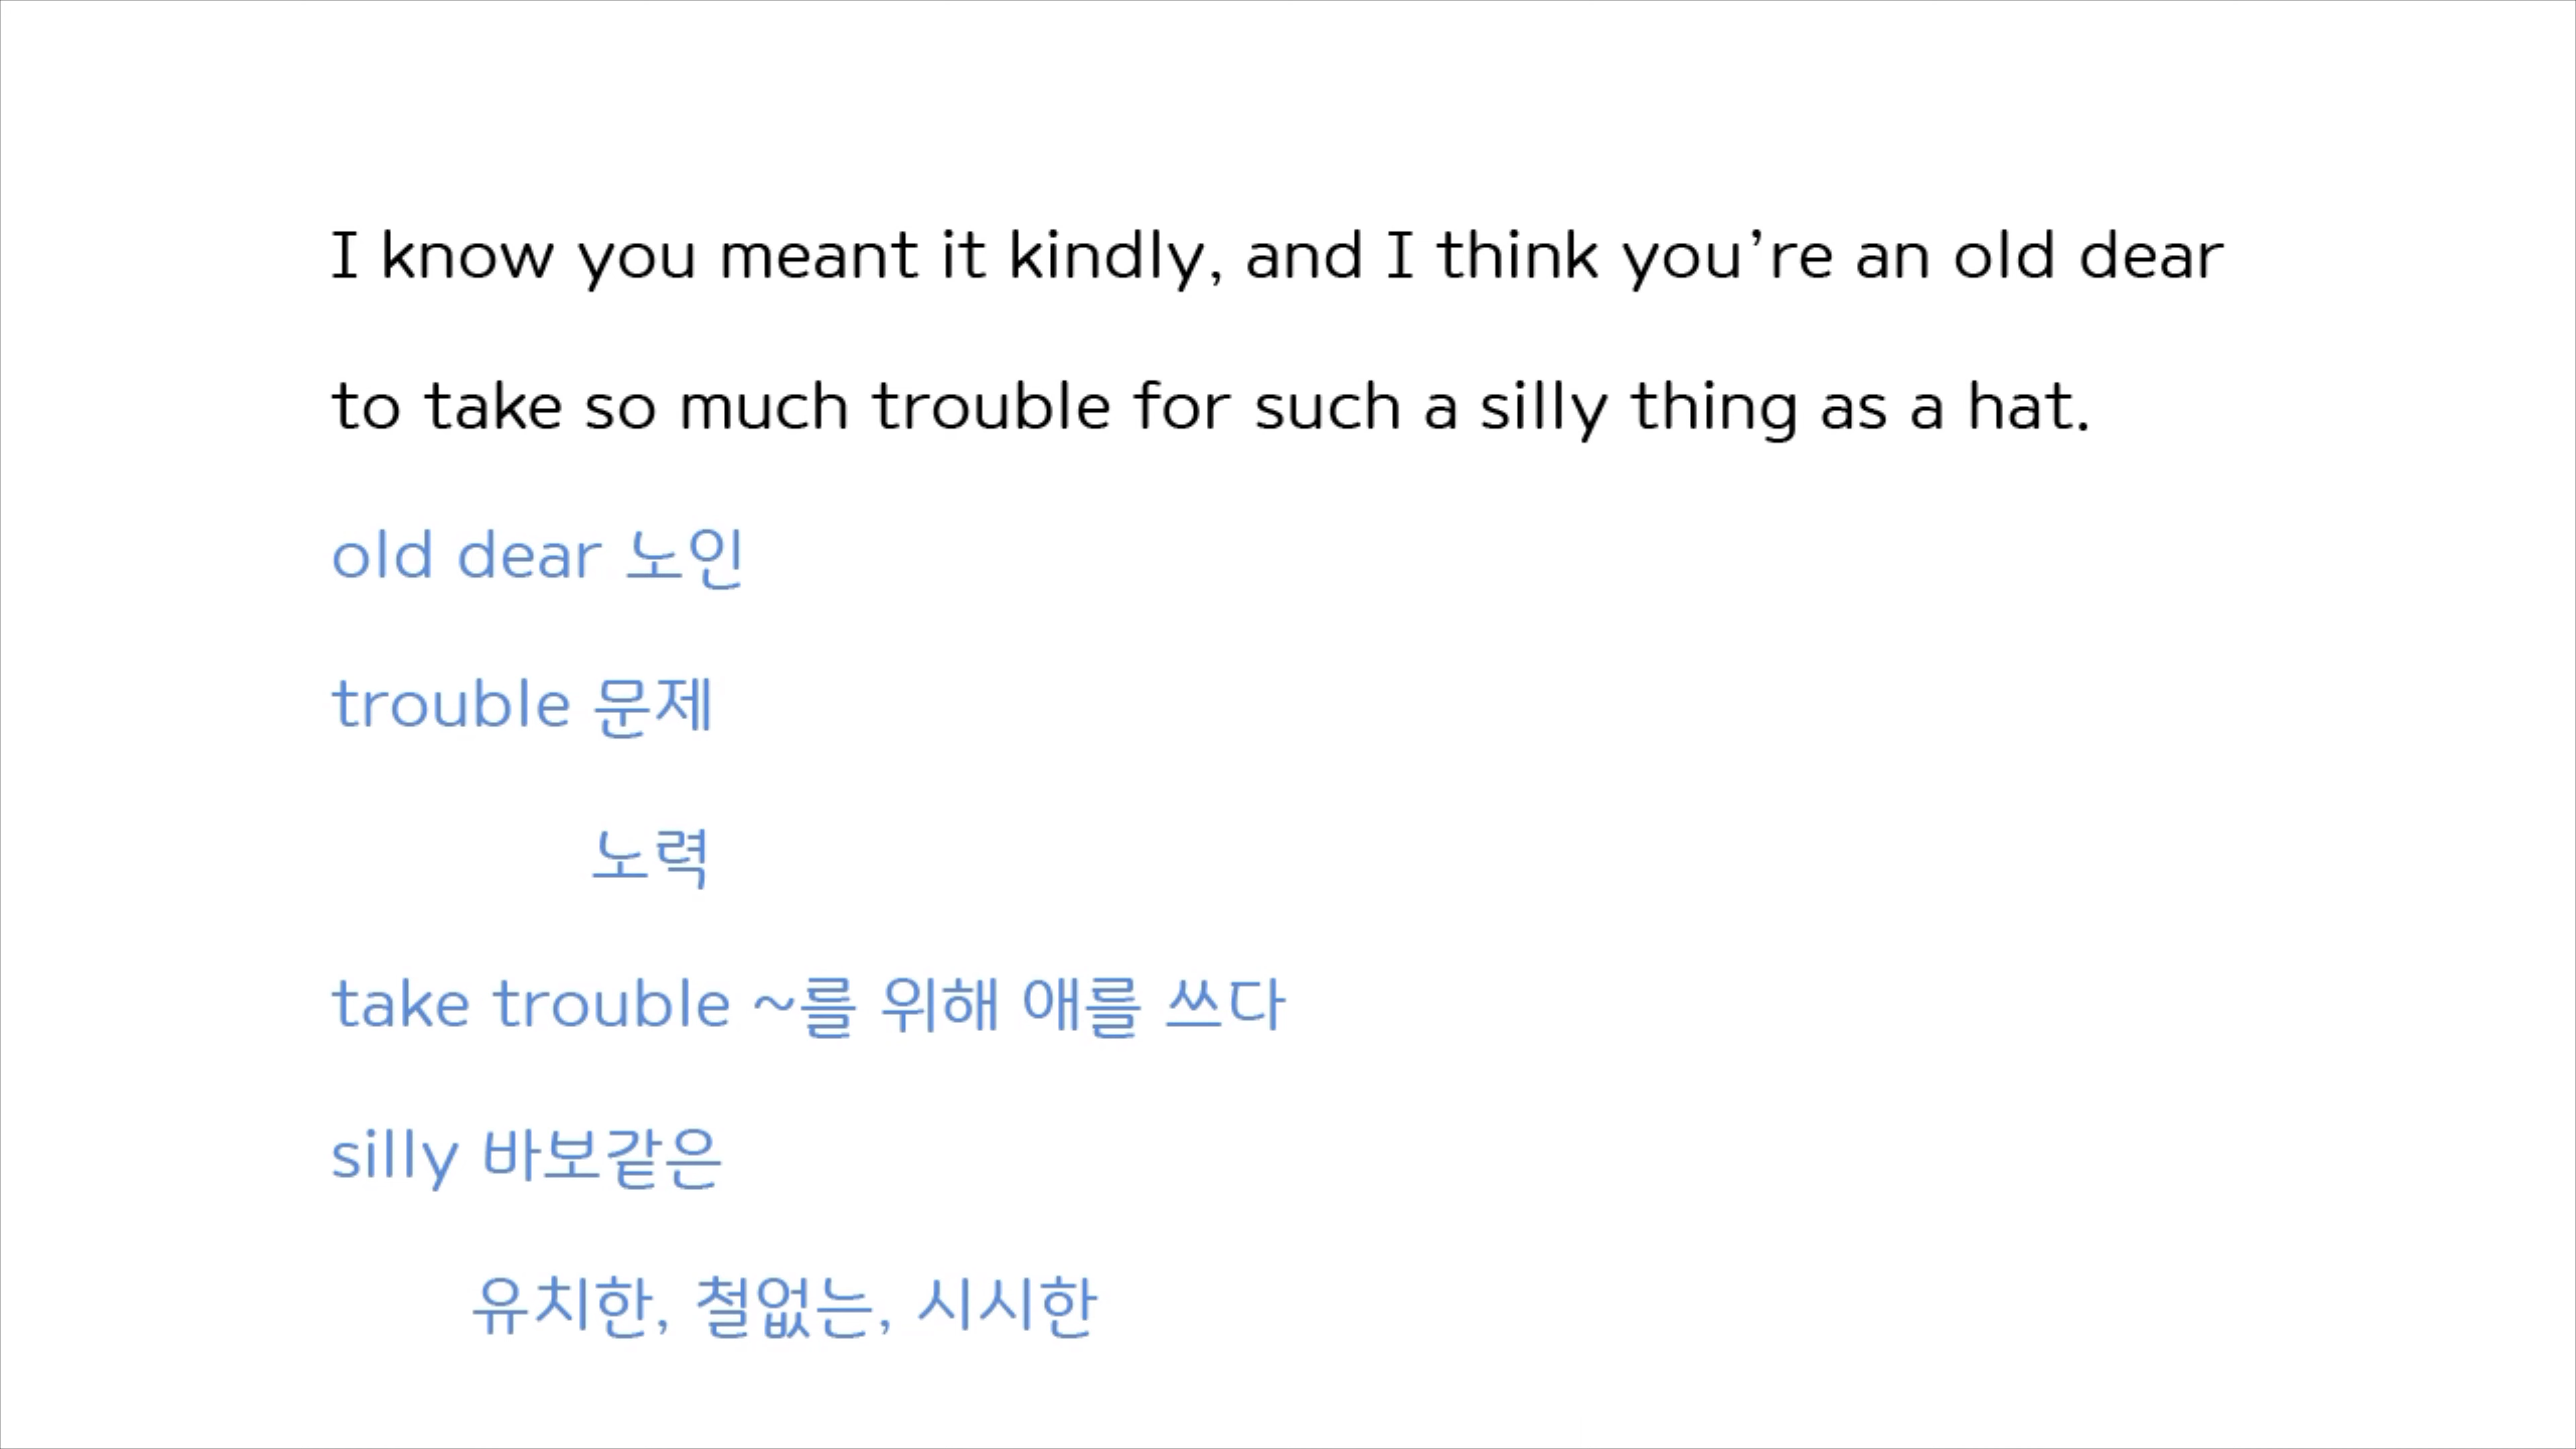 I know you meant it kindly, and I think you’re an old dear
to take so much trouble for such a silly thing as a hat.
old dear 노인
trouble 문제
노력
take trouble ~를 위해 애를 쓰다
silly 바보같은
유치한, 철없는, 시시한